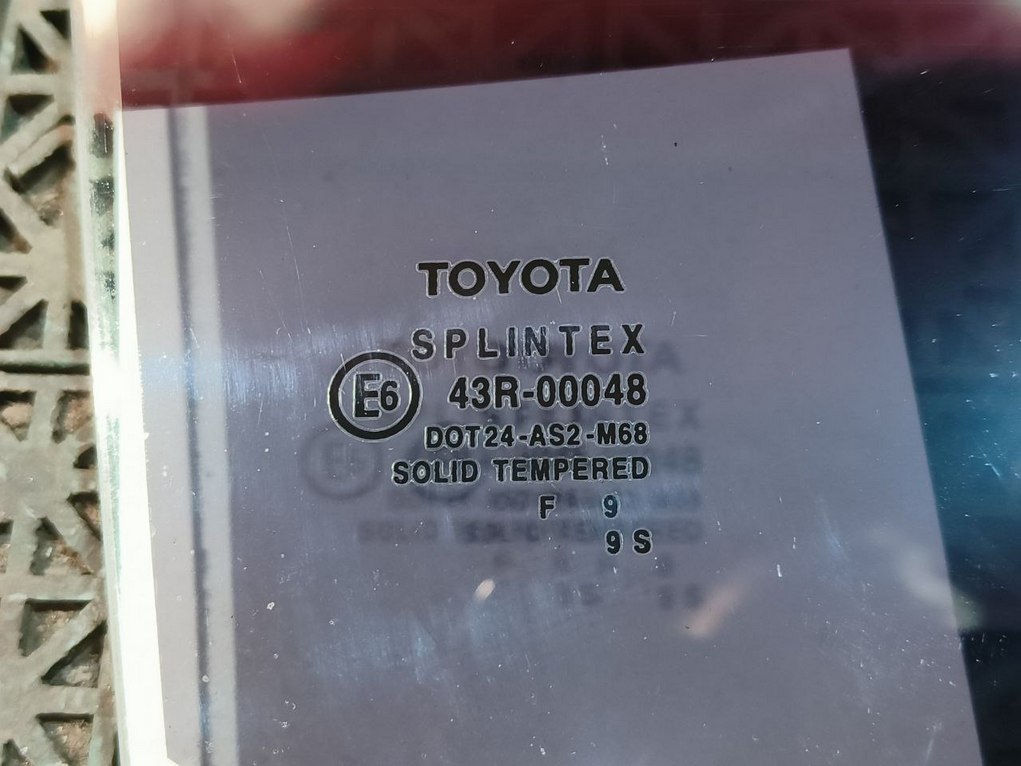 TOYOTA
SPLINTEX
E6 43R-00048
DOT24-AS2-M68
SOLID TEMPERED
F 9
9 S